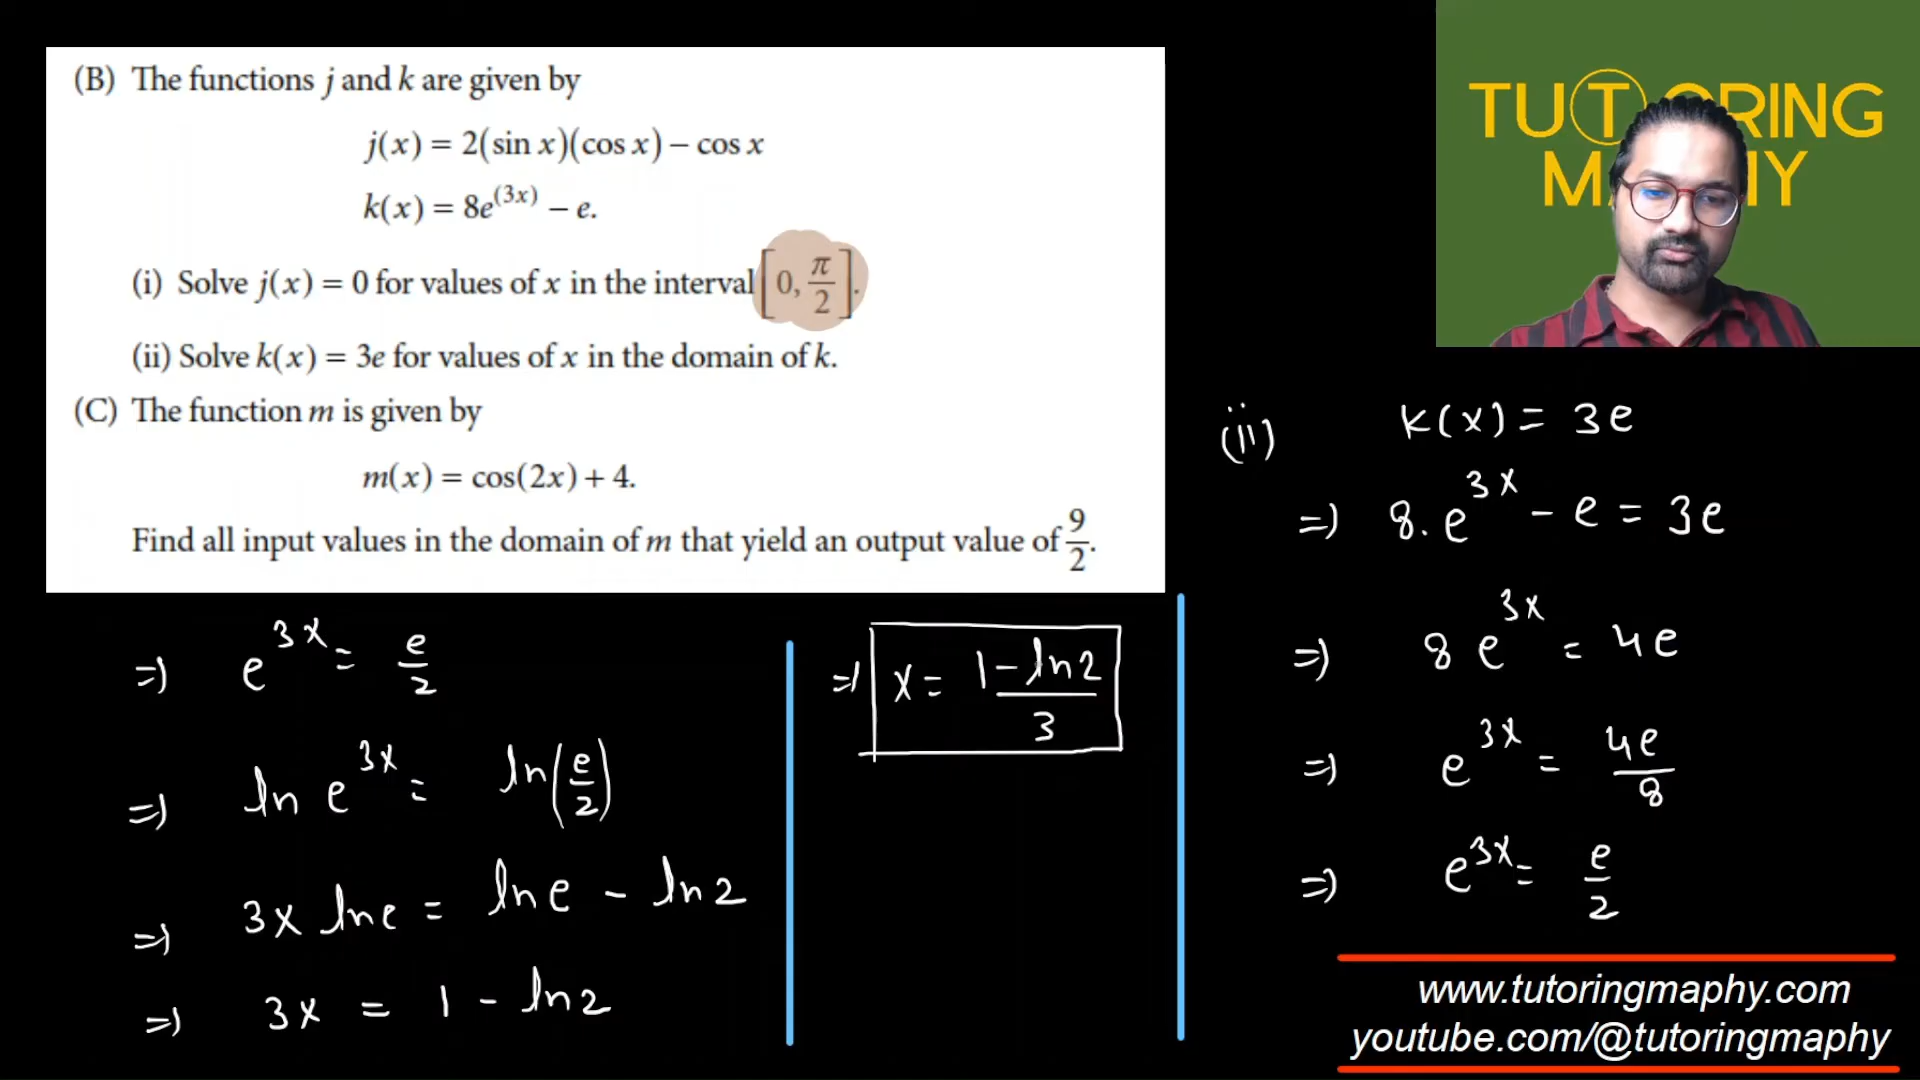 (B) The functions j and k are given by
j(x) = 2(sin x)(cos x) – cos x
k(x) = 8e^(3x) – e.
(i) Solve j(x) = 0 for values of x in the interval [0, π/2].
(ii) Solve k(x) = 3e for values of x in the domain of k.
(C) The function m is given by
m(x) = cos(2x) + 4.
Find all input values in the domain of m that yield an output value of 9/2.
TUTORING
(ii) k(x) = 3e
=) 8.e^3x - e = 3e
=) 8 e^3x = 4e
=) e^3x = 4e/8
=) e^3x = e/2
=) e^3x = e/2
=) ln e^3x = ln(e/2)
=) 3x ln e = ln e - ln 2
=) 3x = 1 - ln 2
=) x = (1 - ln 2)/3
www.tutoringmaphy.com
youtube.com/@tutoringmaphy